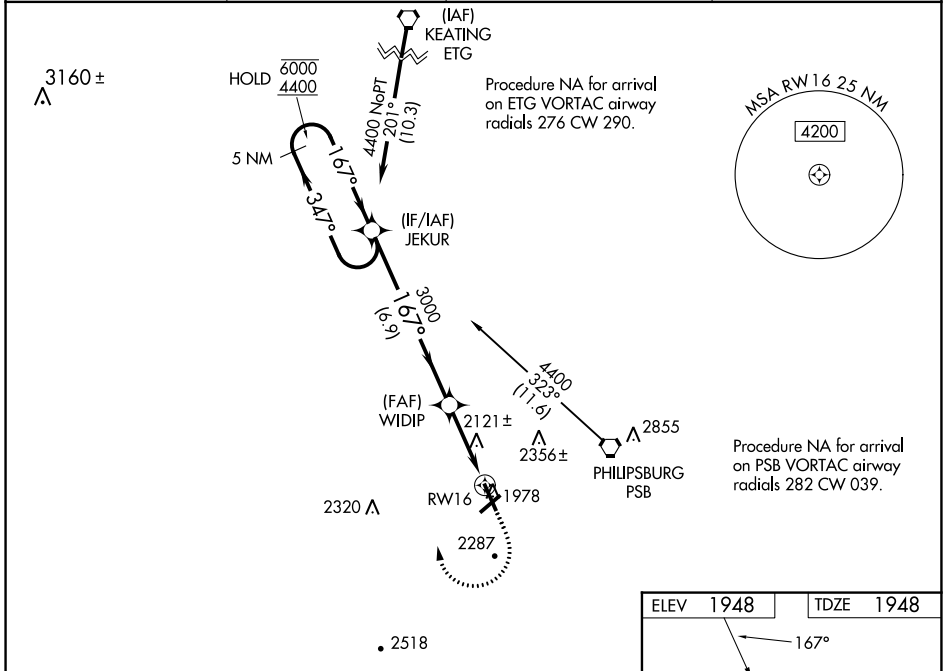 (IAF)
KEATING
ETG
3160 ±
HOLD
6000
4400
5 NM
4400 NoPT
201°
(10.3)
Procedure NA for arrival
on ETG VORTAC airway
radials 276 CW 290.
MSA RW16 25 NM
4200
167°
347°
(IF/IAF)
JEKUR
3000
167°
(6.9)
4400
323°
(11.6)
(FAF)
WIDIP
2121 ±
2356 ±
2855
PHILIPSBURG
PSB
Procedure NA for arrival
on PSB VORTAC airway
radials 282 CW 039.
RW16
1978
2320
2287
2518
ELEV 1948
TDZE 1948
167°